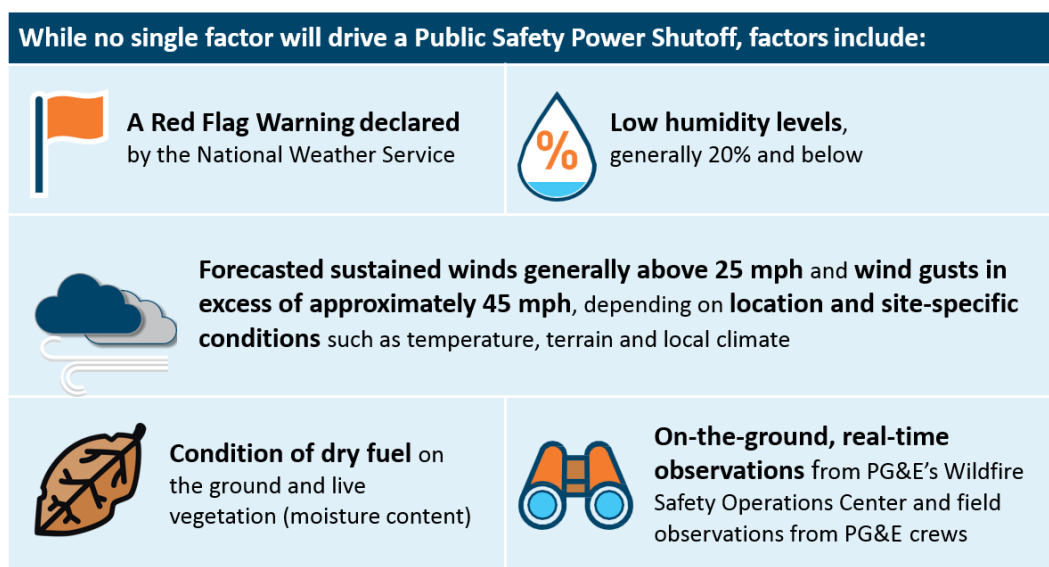 While no single factor will drive a Public Safety Power Shutoff, factors include:
A Red Flag Warning declared
by the National Weather Service
%
Low humidity levels,
generally 20% and below
Forecasted sustained winds generally above 25 mph and wind gusts in
excess of approximately 45 mph, depending on location and site-specific
conditions such as temperature, terrain and local climate
Condition of dry fuel on
the ground and live
vegetation (moisture content)
On-the-ground, real-time
observations from PG&E’s Wildfire
Safety Operations Center and field
observations from PG&E crews